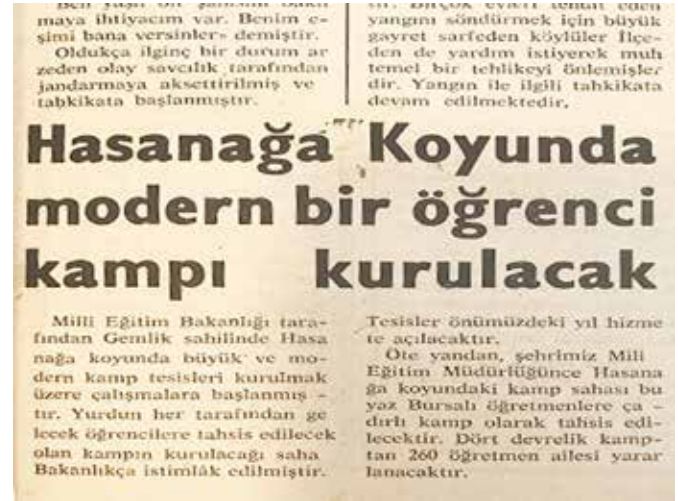 maya ihtiyacım var. Benim e-
şimi bana versinler» demiştir.
Oldukça ilginç bir durum ar
zeden olay savcılık tarafından
jandarmaya aksettirilmiş ve
tahkikata başlanmıştır.
yangını söndürmek için büyük
gayret sarfeden köylüler İlçe-
den de yardım istiyerek muh
temel bir tehlikeyi önlemişler
dir. Yangın ile ilgili tahkikata
devam edilmektedir.
Hasanağa Koyunda
modern bir öğrenci
kampı kurulacak
Milli Eğitim Bakanlığı tara-
fından Gemlik sahilinde Hasa
nağa koyunda büyük ve mo-
dern kamp tesisleri kurulmak
üzere çalışmalara başlanmış -
tır. Yurdun her tarafından ge
lecek öğrencilere tahsis edilecek
olan kampın kurulacağı saha
Bakanlıkça istimlâk edilmiştir.
Tesisler önümüzdeki yıl hizme
te açılacaktır.
Öte yandan, şehrimiz Mili
Eğitim Müdürlüğünce Hasana
ğa koyundaki kamp sahası bu
yaz Bursalı öğretmenlere ça -
dırlı kamp olarak tahsis edi-
lecektir. Dört devrelik kamp-
tan 260 öğretmen ailesi yarar
lanacaktır.